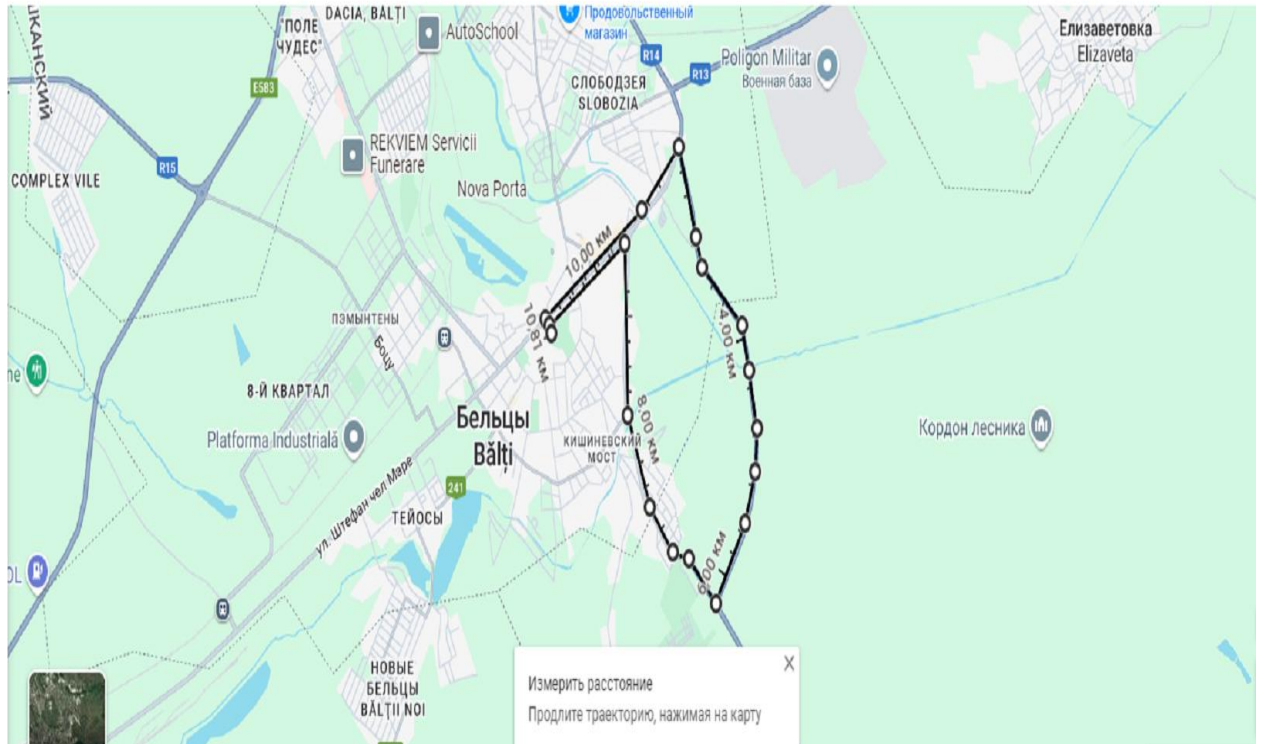 ШКАНСКИЙ
"ПОЛЕ
ЧУДЕС"
DACIA, BĂLȚI
AutoSchool
Продовольственный
магазин
R14
R13
Poligon Militar
Военная база
Елизаветовка
Elizaveta
E583
СЛОБОДЗЕЯ
SLOBOZIA
R15
REKVIEM Servicii
Funerare
COMPLEX VILE
Nova Porta
10,00 км
10,81 км
4,00 км
ПЭМЫНТЕНЫ
Боцу
8-Й КВАРТАЛ
Platforma Industrială
Бельцы
Bălți
8,00 км
КИШИНЕВСКИЙ
МОСТ
Кордон лесника
241
ул. Штефан чел Маре
ТЕЙОСЫ
6,00 км
НОВЫЕ
БЕЛЬЦЫ
BĂLȚII NOI
Измерить расстояние
Продлите траекторию, нажимая на карту